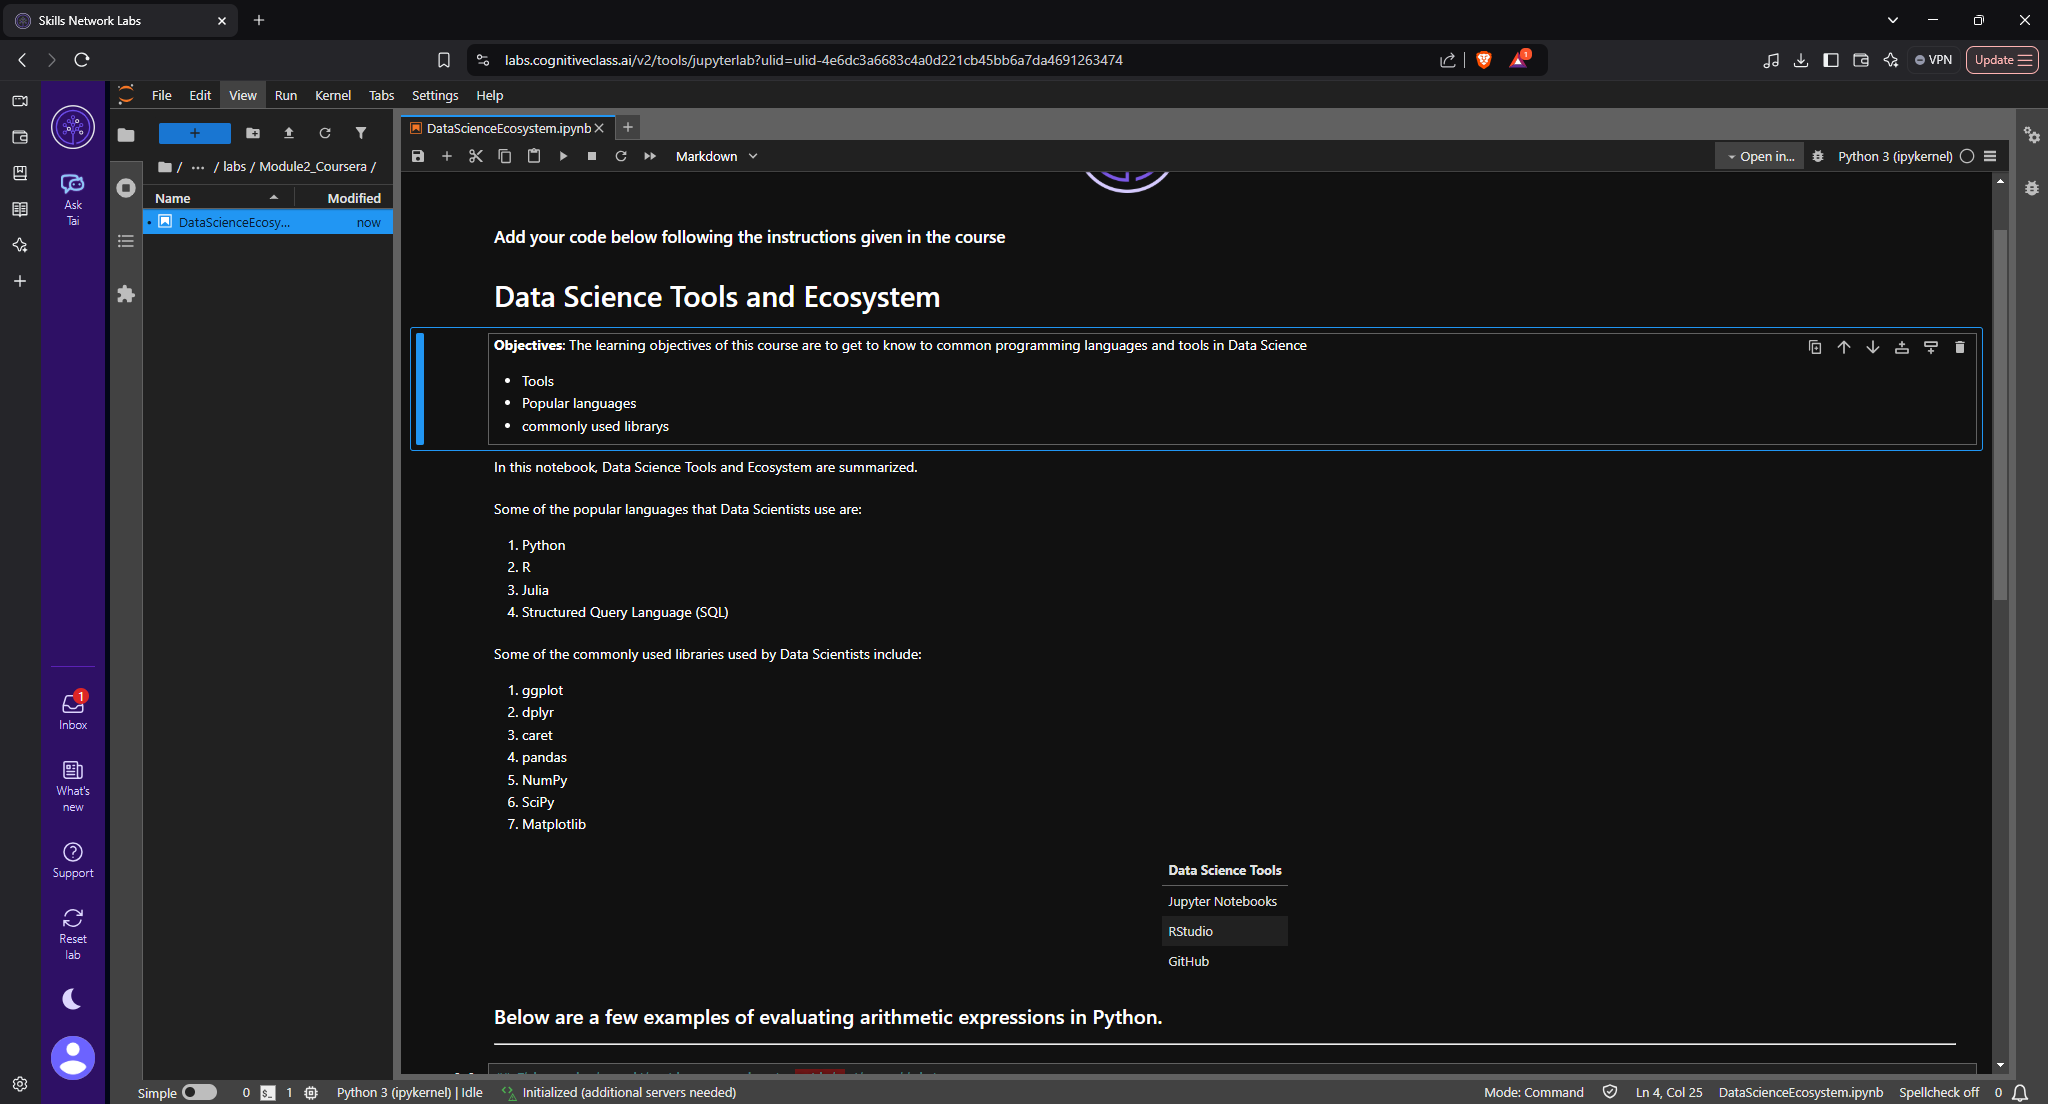 Skills Network Labs
labs.cognitiveclass.ai/v2/tools/jupyterlab?ulid=ulid-4e6dc3a6683c4a0d221cb45bb6a7da4691263474
1
VPN
Update
File Edit View Run Kernel Tabs Settings Help
Ask
Tai
/ ··· / labs / Module2_Coursera /
Name Modified
DataScienceEcosy... now
Inbox
1
What's
new
Support
Reset
lab
DataScienceEcosystem.ipynb
Markdown
Open in...
Python 3 (ipykernel)
Add your code below following the instructions given in the course
Data Science Tools and Ecosystem
Objectives: The learning objectives of this course are to get to know to common programming languages and tools in Data Science
• Tools
• Popular languages
• commonly used librarys
In this notebook, Data Science Tools and Ecosystem are summarized.
Some of the popular languages that Data Scientists use are:
1. Python
2. R
3. Julia
4. Structured Query Language (SQL)
Some of the commonly used libraries used by Data Scientists include:
1. ggplot
2. dplyr
3. caret
4. pandas
5. NumPy
6. SciPy
7. Matplotlib
Data Science Tools
Jupyter Notebooks
RStudio
GitHub
Below are a few examples of evaluating arithmetic expressions in Python.
Simple 0 $_ 1 Python 3 (ipykernel) | Idle Initialized (additional servers needed) Mode: Command Ln 4, Col 25 DataScienceEcosystem.ipynb Spellcheck off 0